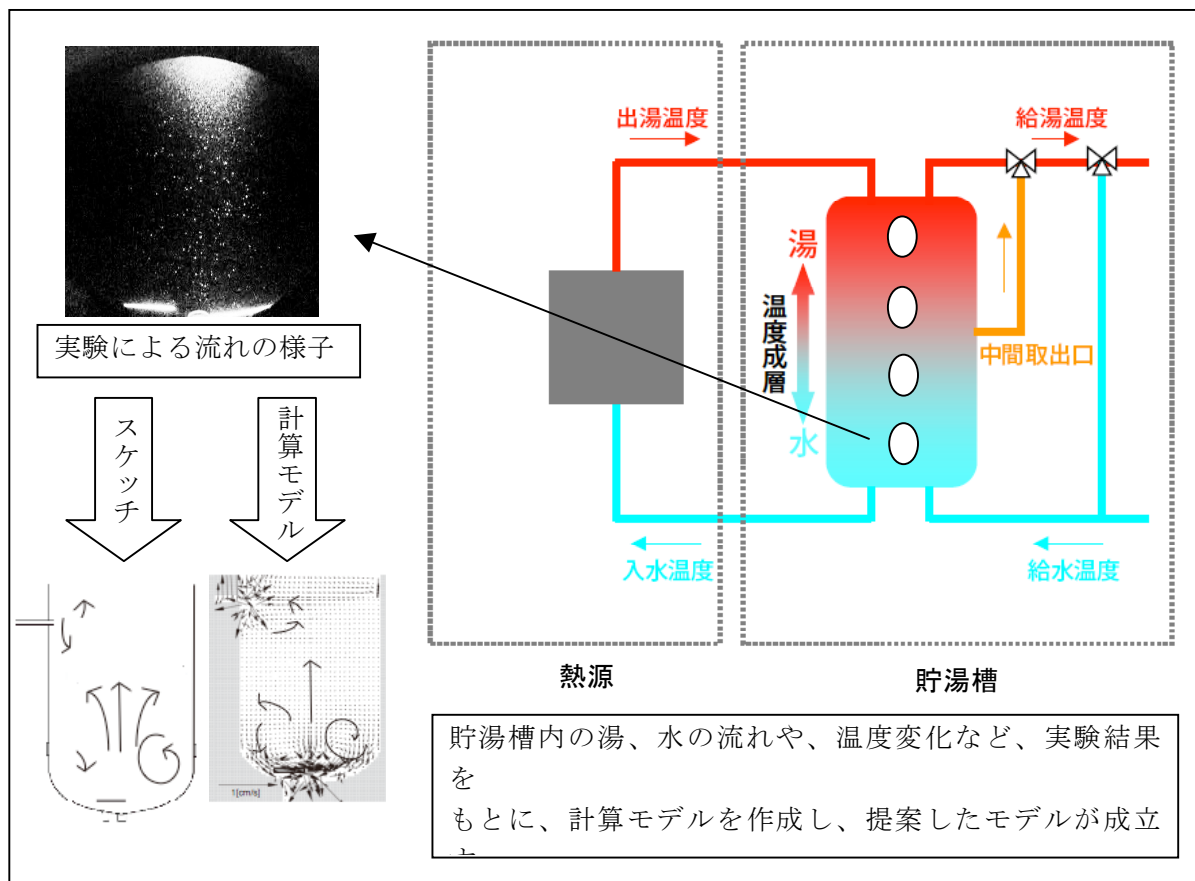 実験による流れの様子
スケッチ
計算モデル
1[cm/s]
出湯温度
給湯温度
湯
温度成層
水
中間取出口
入水温度
給水温度
熱源
貯湯槽
貯湯槽内の湯、水の流れや、温度変化など、実験結果
を
もとに、計算モデルを作成し、提案したモデルが成立